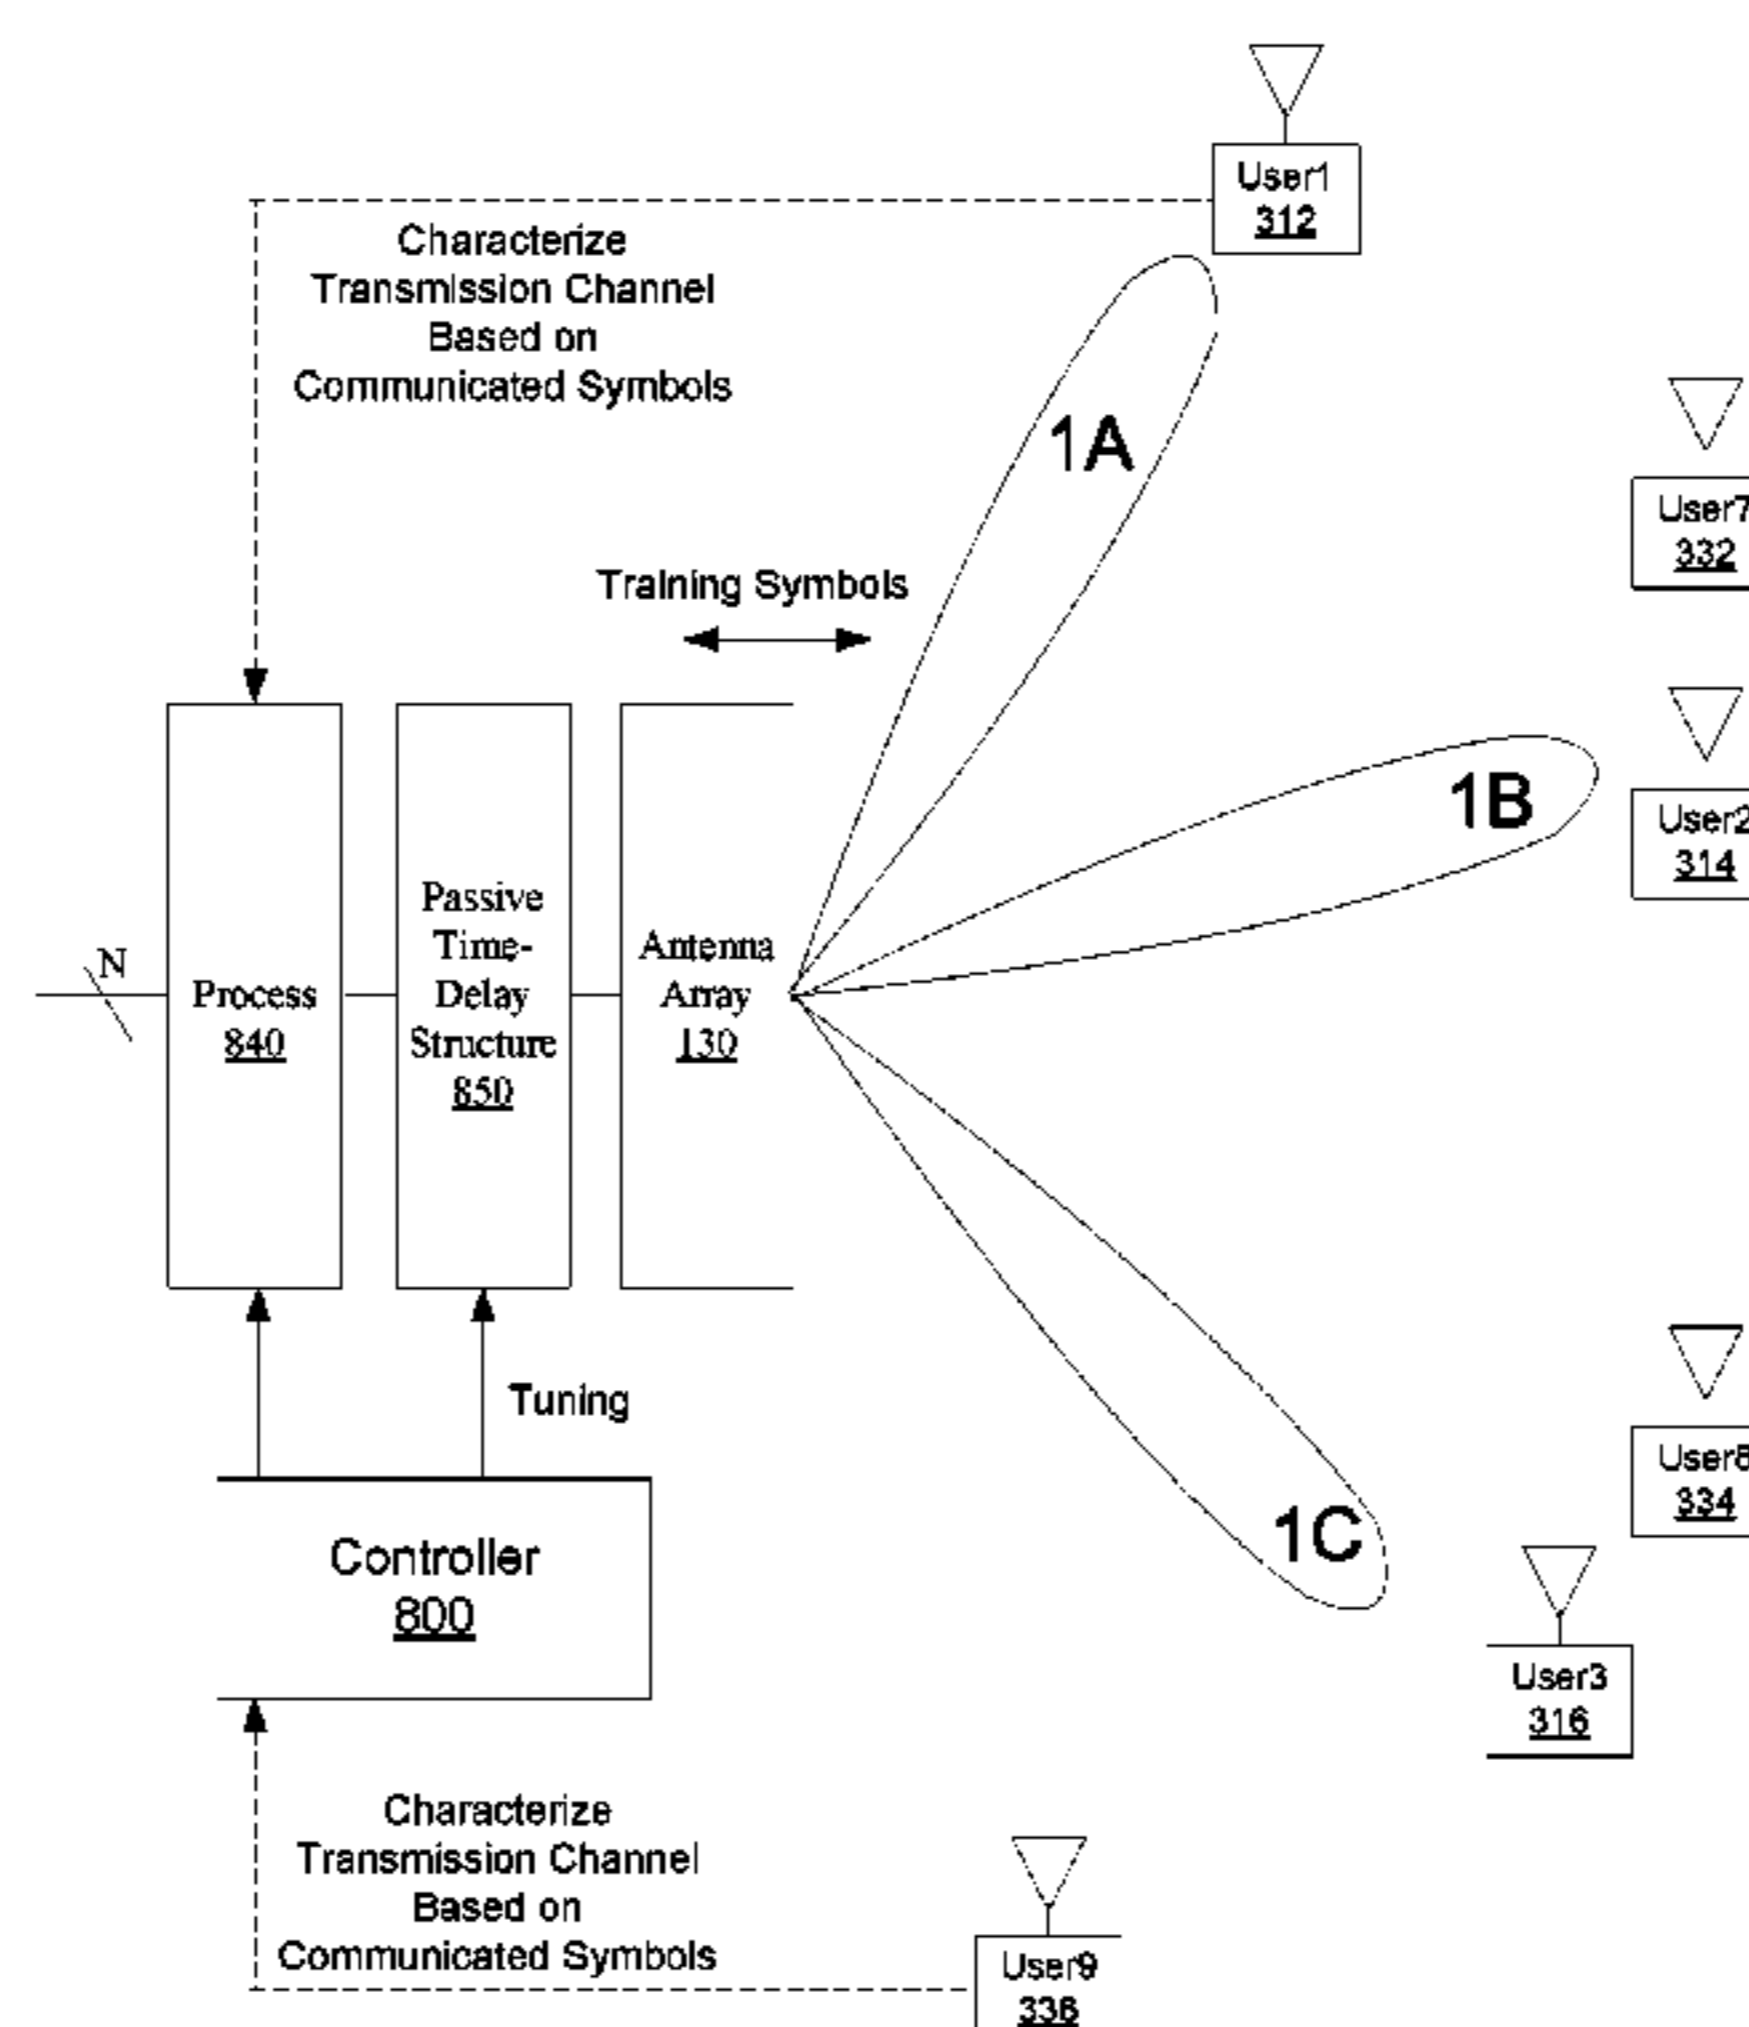 User1
312
Characterize
Transmission Channel
Based on
Communicated Symbols
1A
User7
332
Training Symbols
1B
User2
314
N
Process
840
Passive
Time-
Delay
Structure
850
Antenna
Array
130
Tuning
Controller
800
1C
User8
334
User3
316
Characterize
Transmission Channel
Based on
Communicated Symbols
User9
336